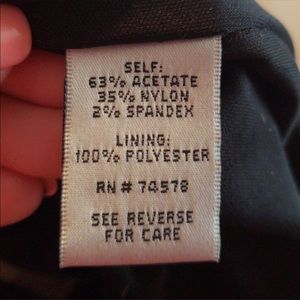 SELF:
63% ACETATE
35% NYLON
2% SPANDEX
LINING:
100% POLYESTER
RN # 74578
SEE REVERSE
FOR CARE